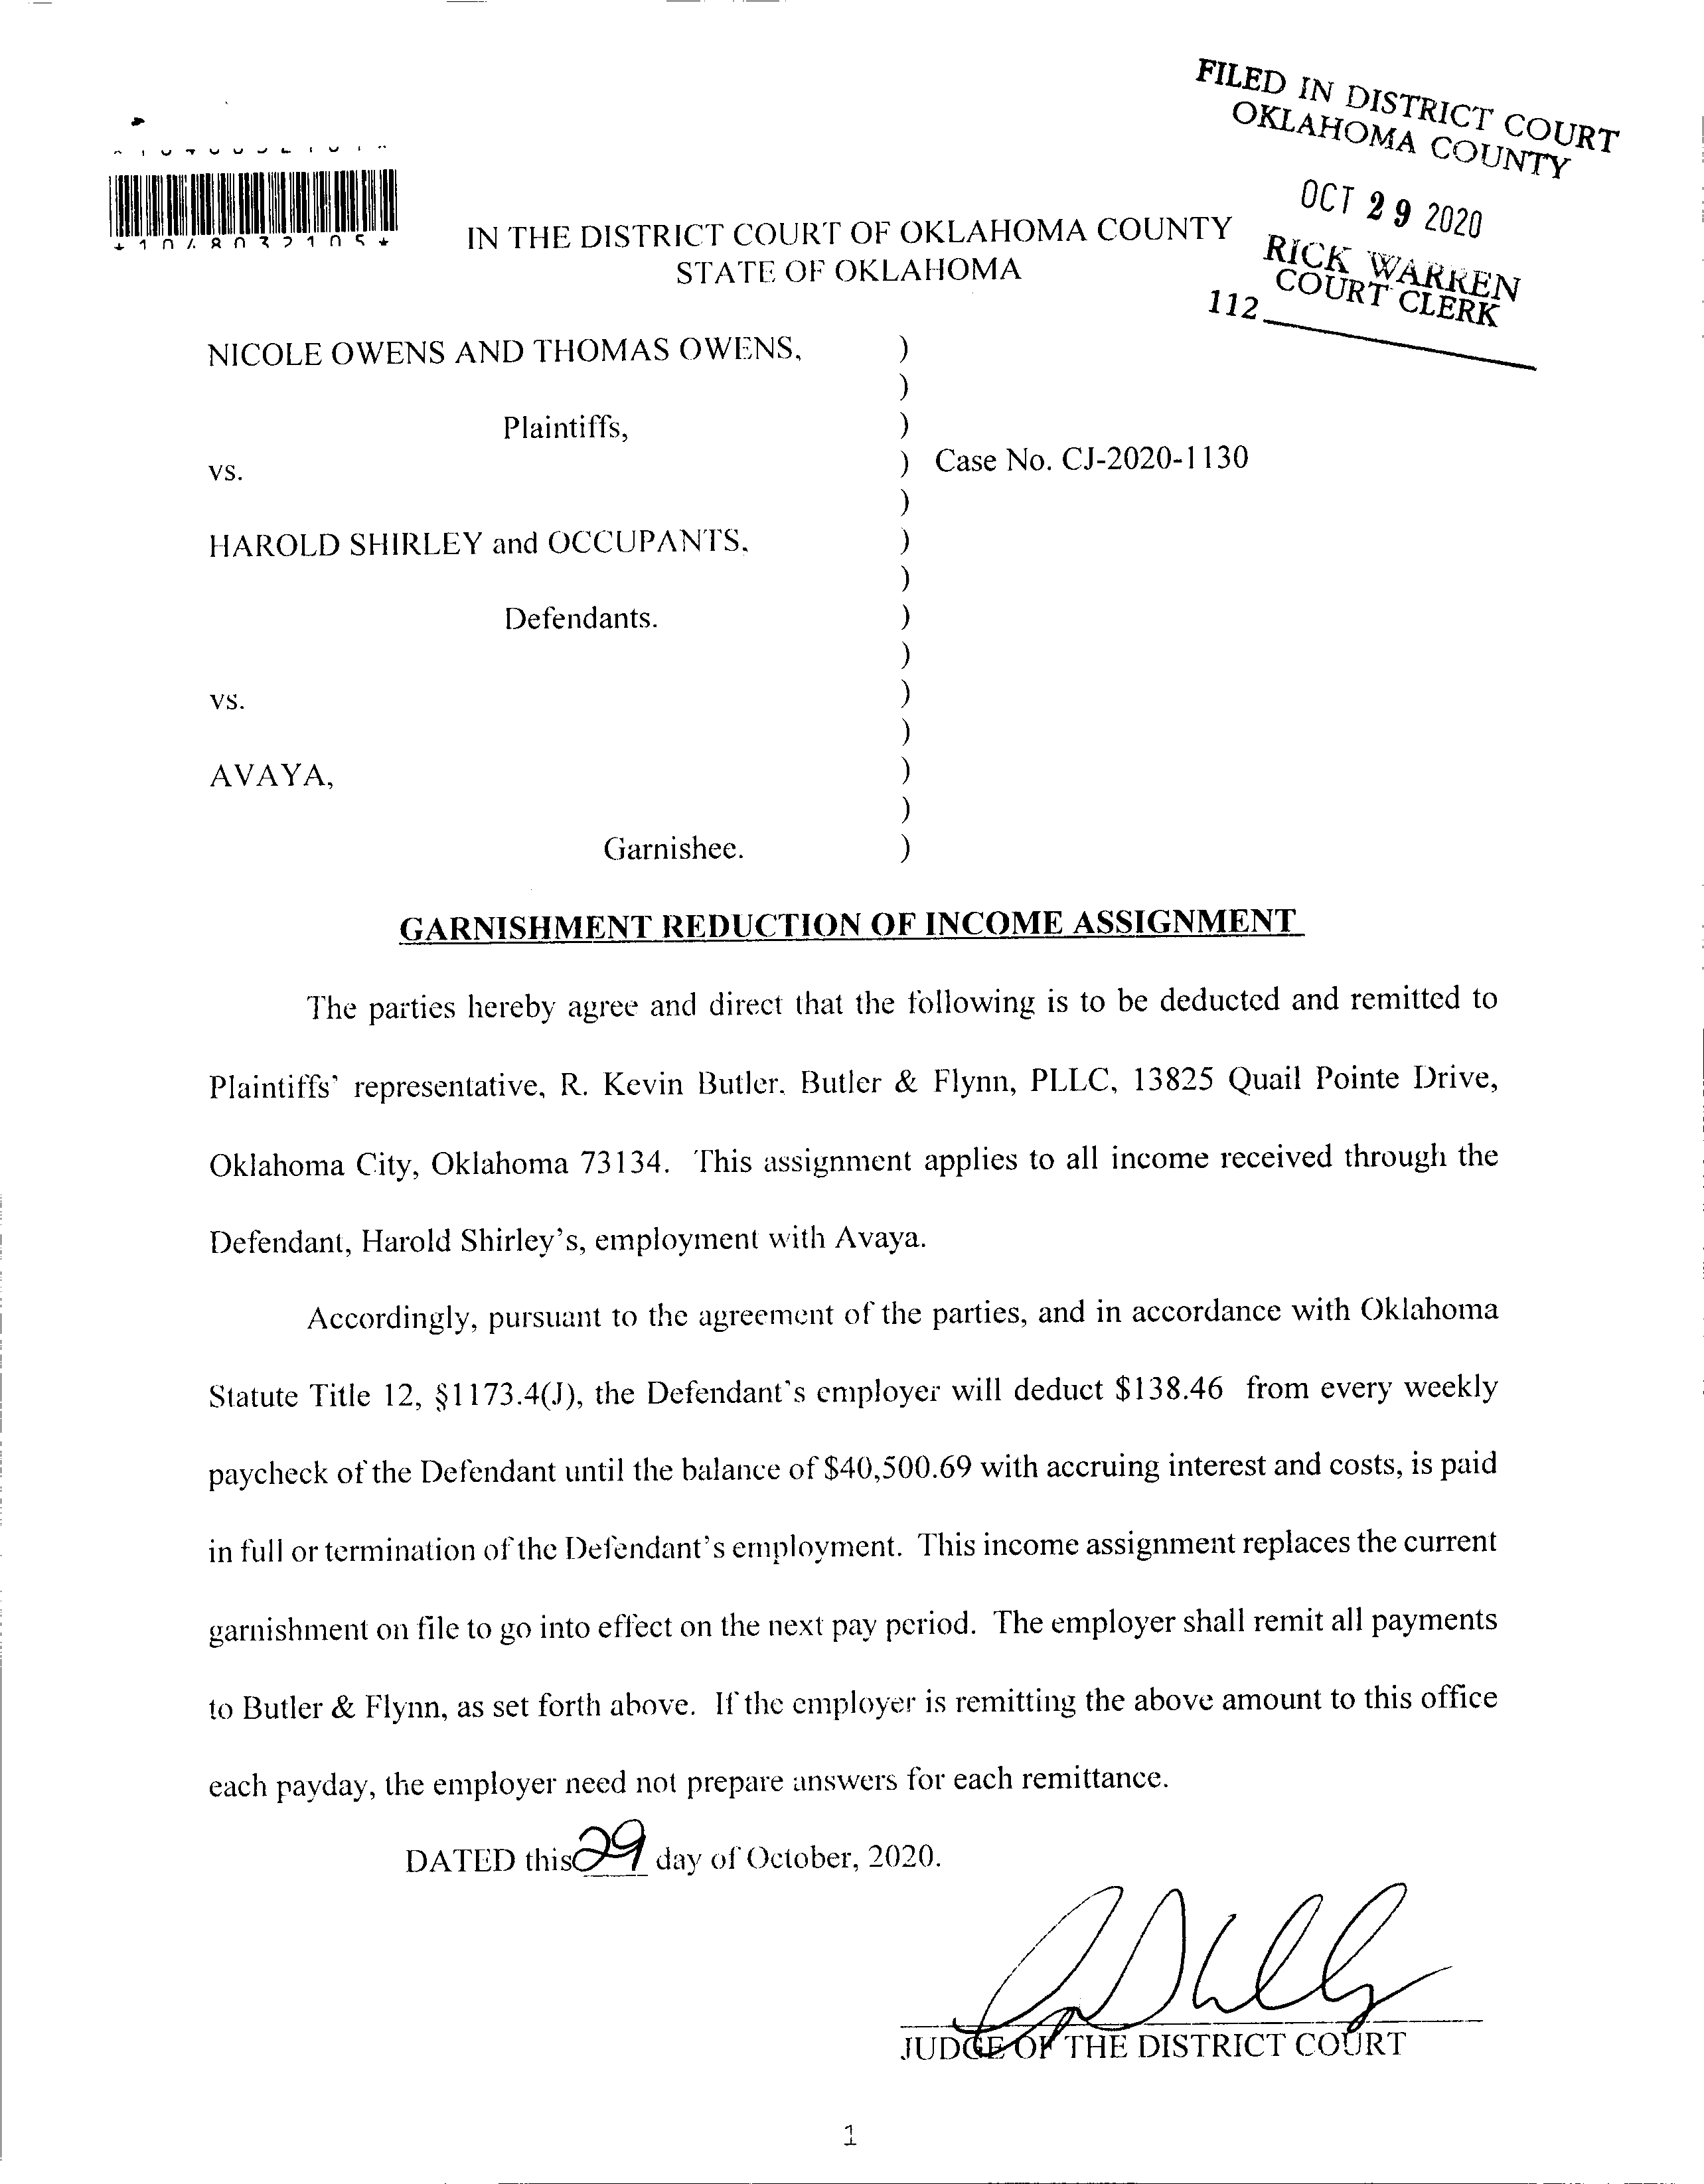 FILED IN DISTRICT COURT
OKLAHOMA COUNTY
OCT 29 2020
RICK WARREN
COURT CLERK
112
*1048032105*
IN THE DISTRICT COURT OF OKLAHOMA COUNTY
STATE OF OKLAHOMA
NICOLE OWENS AND THOMAS OWENS, )
)
Plaintiffs, )
vs. ) Case No. CJ-2020-1130
)
HAROLD SHIRLEY and OCCUPANTS, )
)
Defendants. )
)
vs. )
)
AVAYA, )
)
Garnishee. )
GARNISHMENT REDUCTION OF INCOME ASSIGNMENT
The parties hereby agree and direct that the following is to be deducted and remitted to
Plaintiffs' representative, R. Kevin Butler. Butler & Flynn, PLLC, 13825 Quail Pointe Drive,
Oklahoma City, Oklahoma 73134. This assignment applies to all income received through the
Defendant, Harold Shirley's, employment with Avaya.
Accordingly, pursuant to the agreement of the parties, and in accordance with Oklahoma
Statute Title 12, §1173.4(J), the Defendant's employer will deduct $138.46 from every weekly
paycheck of the Defendant until the balance of $40,500.69 with accruing interest and costs, is paid
in full or termination of the Defendant's employment. This income assignment replaces the current
garnishment on file to go into effect on the next pay period. The employer shall remit all payments
to Butler & Flynn, as set forth above. If the employer is remitting the above amount to this office
each payday, the employer need not prepare answers for each remittance.
DATED this 29 day of October, 2020.
JUDGE OF THE DISTRICT COURT
1